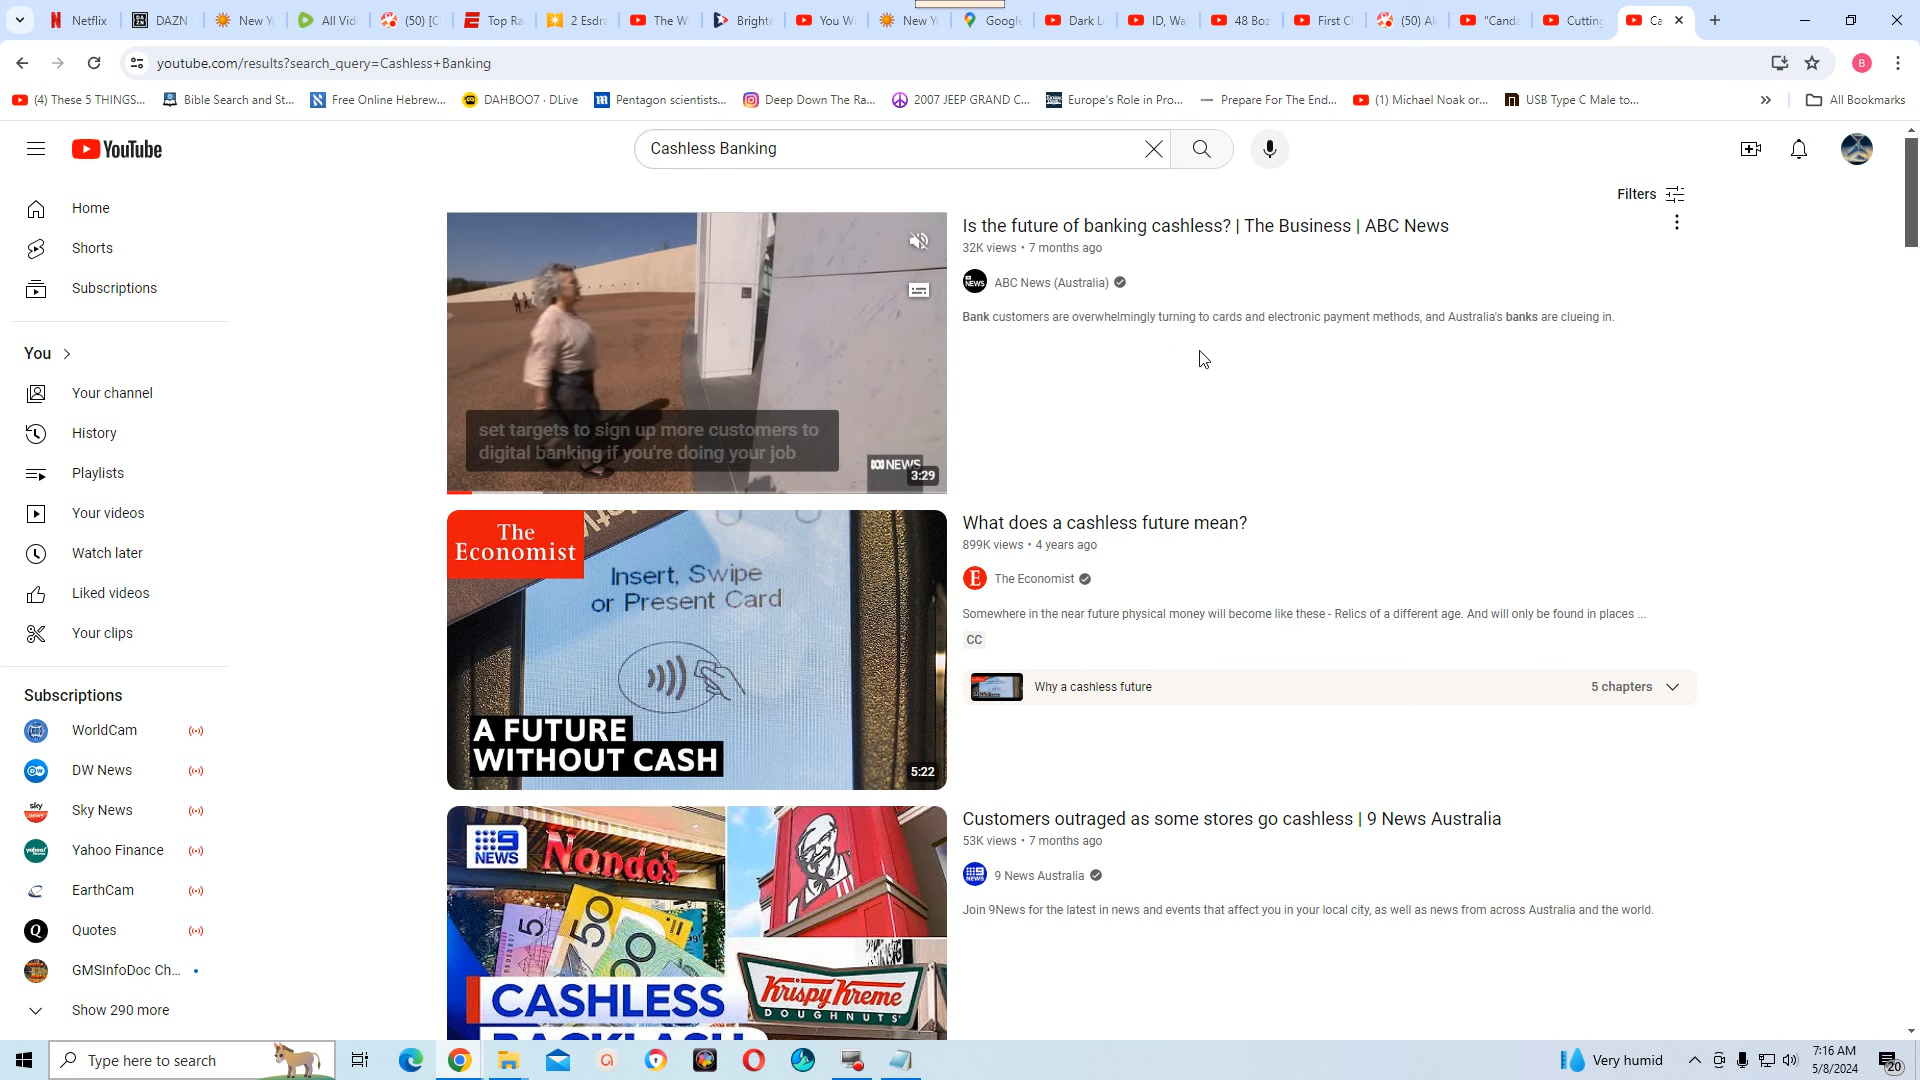 Netflix
DAZN
New Y
All Vid
(50) [C
Top Ra
2 Esdra
The W
Brighte
You Wi
New Y
Google
Dark L
ID, Wa
48 Boz
First C
(50) Al
"Canda
Cutting
Ca
youtube.com/results?search_query=Cashless+Banking
B
(4) These 5 THINGS...
Bible Search and St...
Free Online Hebrew...
DAHBOO7 · DLive
Pentagon scientists...
Deep Down The Ra...
2007 JEEP GRAND C...
Europe's Role in Pro...
Prepare For The End...
(1) Michael Noak or...
USB Type C Male to...
All Bookmarks
YouTube
Cashless Banking
Filters
Home
Shorts
Subscriptions
You
Your channel
History
Playlists
Your videos
Watch later
Liked videos
Your clips
Subscriptions
WorldCam
DW News
Sky News
Yahoo Finance
EarthCam
Quotes
GMSInfoDoc Ch...
Show 290 more
set targets to sign up more customers to
digital banking if you're doing your job
NEWS
3:29
Is the future of banking cashless? | The Business | ABC News
32K views • 7 months ago
ABC News (Australia)
Bank customers are overwhelmingly turning to cards and electronic payment methods, and Australia's banks are clueing in.
The
Economist
Insert, Swipe
or Present Card
A FUTURE
WITHOUT CASH
5:22
What does a cashless future mean?
899K views • 4 years ago
The Economist
Somewhere in the near future physical money will become like these - Relics of a different age. And will only be found in places ...
CC
Why a cashless future
5 chapters
9
NEWS
Nando's
5
50
Krispy Kreme
DOUGHNUTS
CASHLESS
BACKLASH
Customers outraged as some stores go cashless | 9 News Australia
53K views • 7 months ago
9 News Australia
Join 9News for the latest in news and events that affect you in your local city, as well as news from across Australia and the world.
Type here to search
Very humid
7:16 AM
5/8/2024
20